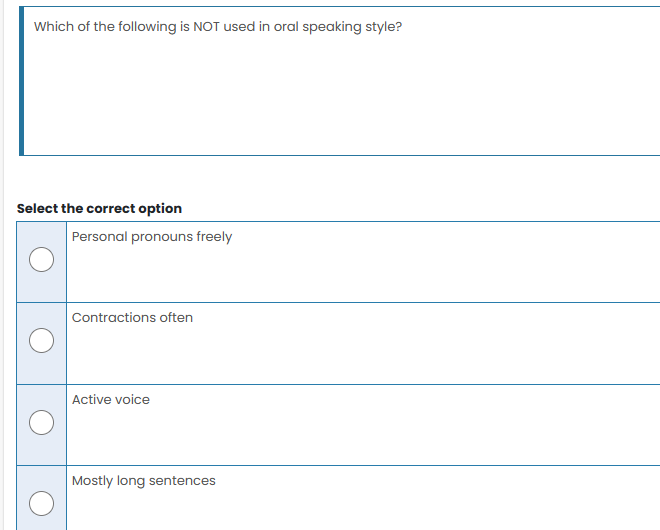 Which of the following is NOT used in oral speaking style?
Select the correct option
Personal pronouns freely
Contractions often
Active voice
Mostly long sentences